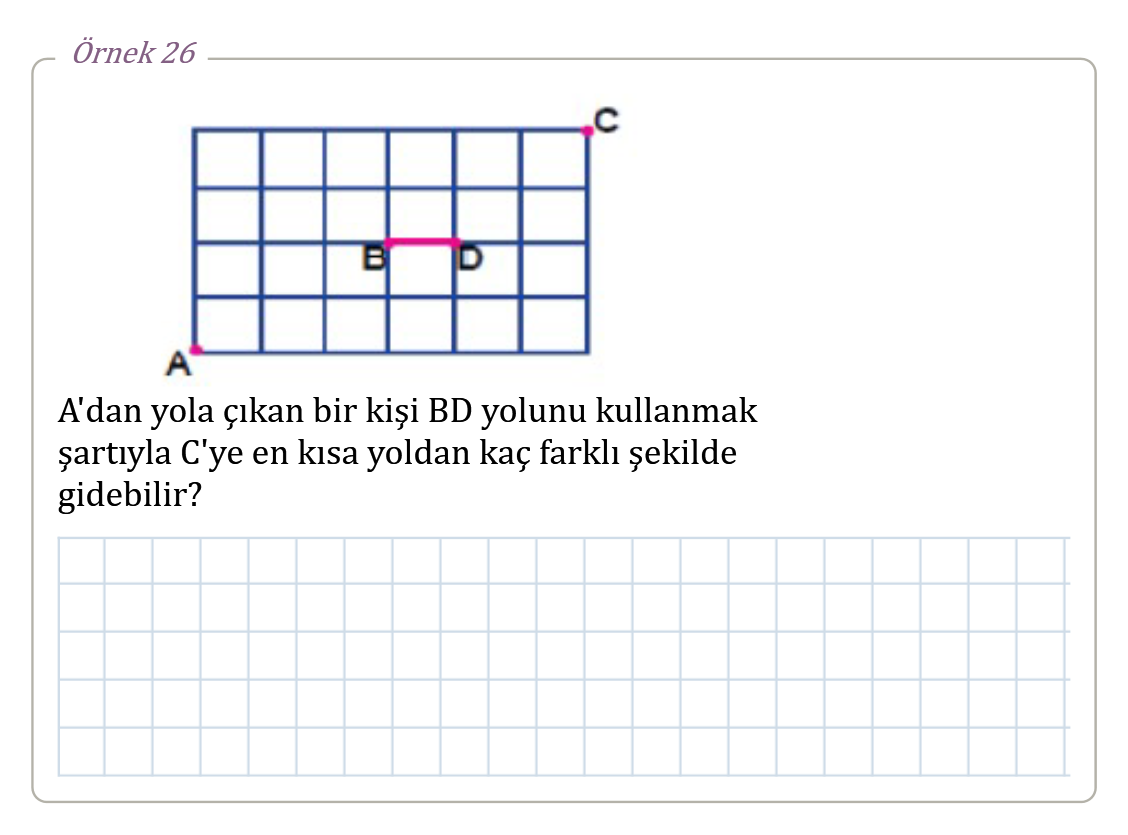 Örnek 26
C
B
D
A
A'dan yola çıkan bir kişi BD yolunu kullanmak
şartıyla C'ye en kısa yoldan kaç farklı şekilde
gidebilir?